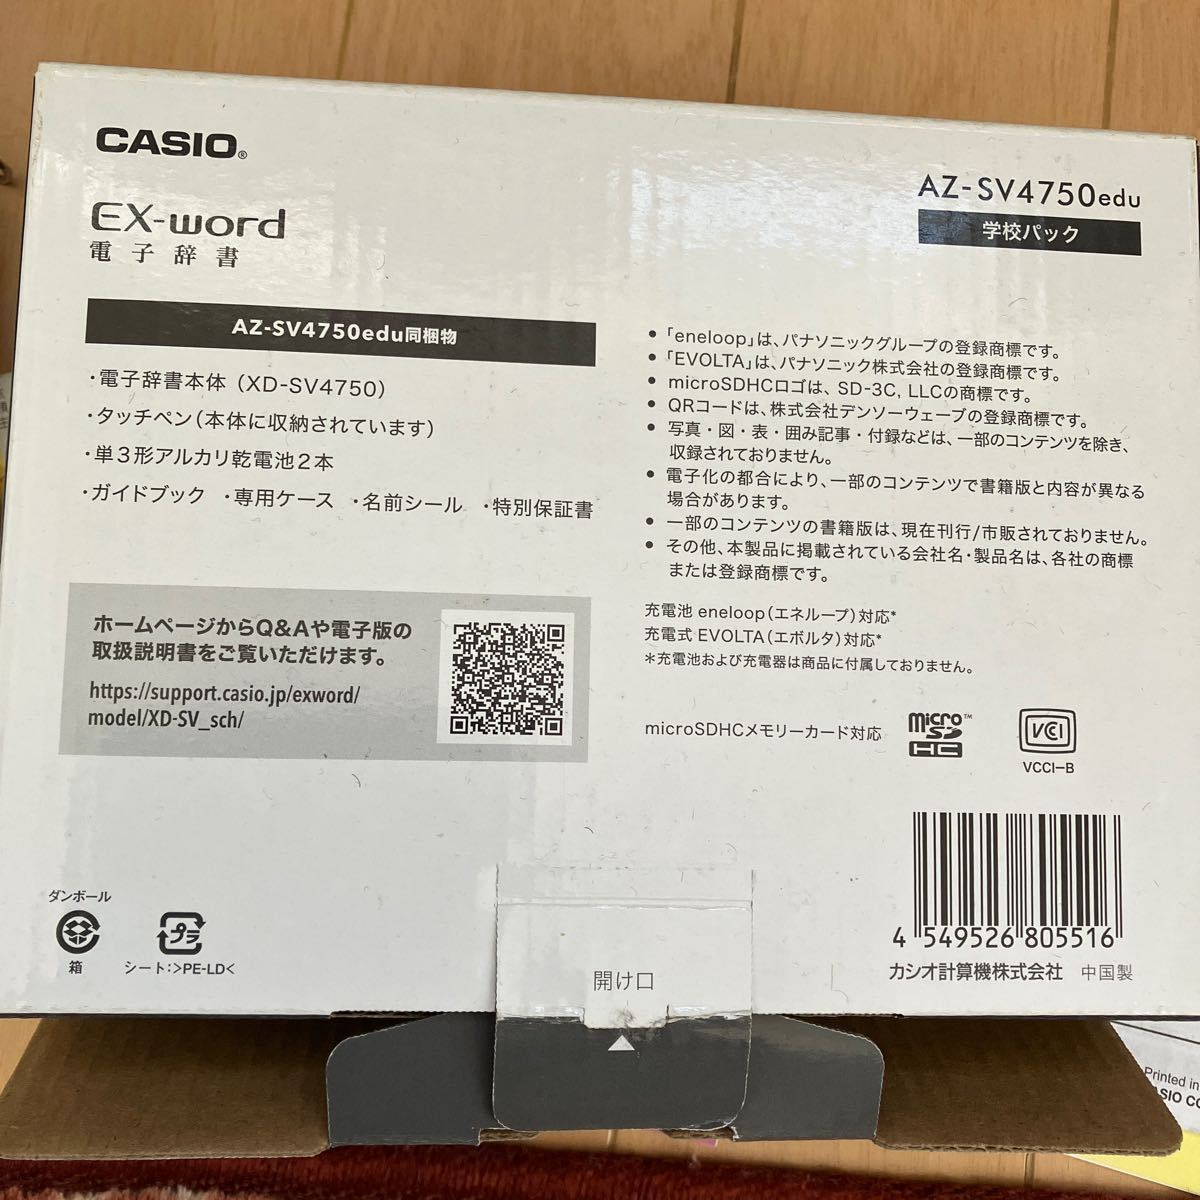 CASIO®
EX-word
電子辞書
AZ-SV4750edu
学校パック
AZ-SV4750edu同梱物
・電子辞書本体（XD-SV4750）
・タッチペン（本体に収納されています）
・単3形アルカリ乾電池2本
・ガイドブック ・専用ケース ・名前シール ・特別保証書
ホームページからQ&Aや電子版の
取扱説明書をご覧いただけます。
https://support.casio.jp/exword/
model/XD-SV_sch/
●「eneloop」は、パナソニックグループの登録商標です。
●「EVOLTA」は、パナソニック株式会社の登録商標です。
● microSDHCロゴは、SD-3C, LLCの商標です。
● QRコードは、株式会社デンソーウェーブの登録商標です。
● 写真・図・表・囲み記事・付録などは、一部のコンテンツを除き、
収録されておりません。
● 電子化の都合により、一部のコンテンツで書籍版と内容が異なる
場合があります。
● 一部のコンテンツの書籍版は、現在刊行/市販されておりません。
● その他、本製品に掲載されている会社名・製品名は、各社の商標
または登録商標です。
充電池 eneloop（エネループ）対応*
充電式 EVOLTA（エボルタ）対応*
＊充電池および充電器は商品に付属しておりません。
microSDHCメモリーカード対応
micro SD HC ™
VCCI
VCCI-B
4 549526 805516
カシオ計算機株式会社 中国製
ダンボール
箱
プラ
シート:>PE-LD<
開け口
Printed in